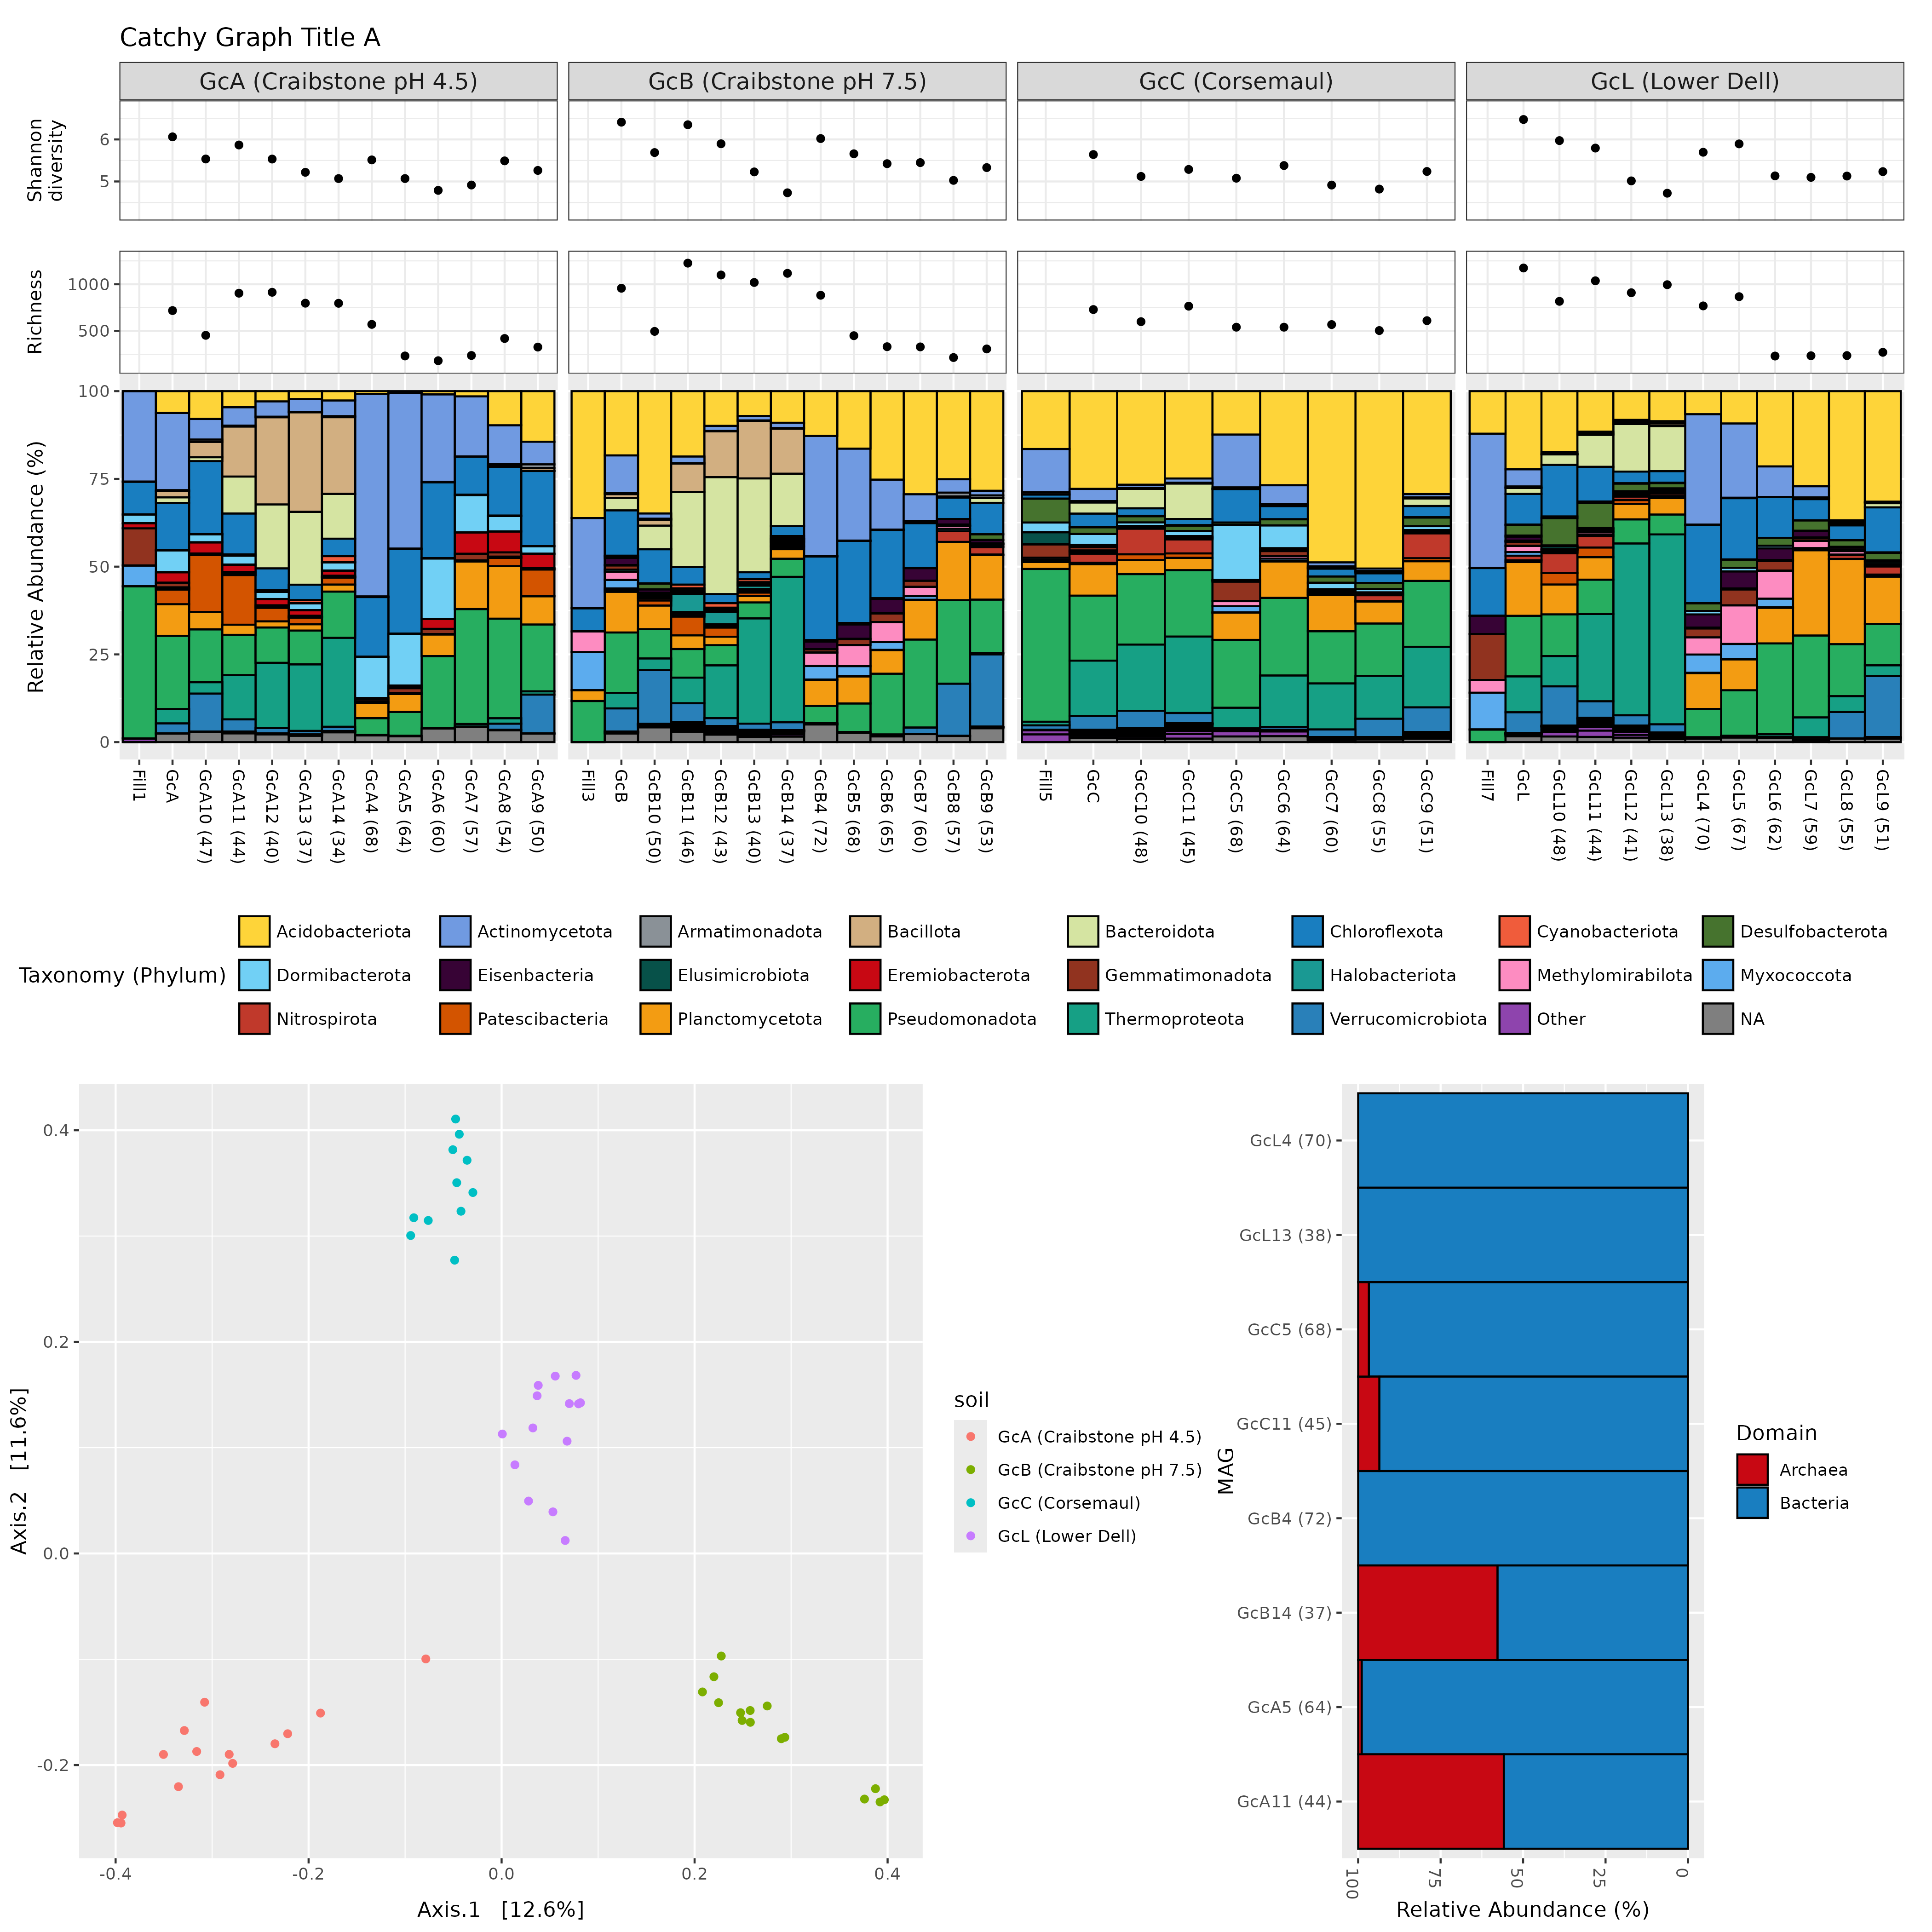 Catchy Graph Title A
GcA (Craibstone pH 4.5)
GcB (Craibstone pH 7.5)
GcC (Corsemaul)
GcL (Lower Dell)
Shannon
diversity
6
5
Richness
1000
500
Relative Abundance (%)
100
75
50
25
0
Fill1
GcA
GcA10 (47)
GcA11 (44)
GcA12 (40)
GcA13 (37)
GcA14 (34)
GcA4 (68)
GcA5 (64)
GcA6 (60)
GcA7 (57)
GcA8 (54)
GcA9 (50)
Fill3
GcB
GcB10 (50)
GcB11 (46)
GcB12 (43)
GcB13 (40)
GcB14 (37)
GcB4 (72)
GcB5 (68)
GcB6 (65)
GcB7 (60)
GcB8 (57)
GcB9 (53)
Fill5
GcC
GcC10 (48)
GcC11 (45)
GcC5 (68)
GcC6 (64)
GcC7 (60)
GcC8 (55)
GcC9 (51)
Fill7
GcL
GcL10 (48)
GcL11 (44)
GcL12 (41)
GcL13 (38)
GcL4 (70)
GcL5 (67)
GcL6 (62)
GcL7 (59)
GcL8 (55)
GcL9 (51)
Taxonomy (Phylum)
Acidobacteriota
Actinomycetota
Armatimonadota
Bacillota
Bacteroidota
Chloroflexota
Cyanobacteriota
Desulfobacterota
Dormibacterota
Eisenbacteria
Elusimicrobiota
Eremiobacterota
Gemmatimonadota
Halobacteriota
Methylomirabilota
Myxococcota
Nitrospirota
Patescibacteria
Planctomycetota
Pseudomonadota
Thermoproteota
Verrucomicrobiota
Other
NA
Axis.2 [11.6%]
0.4
0.2
0.0
-0.2
-0.4
-0.2
0.0
0.2
0.4
Axis.1 [12.6%]
soil
GcA (Craibstone pH 4.5)
GcB (Craibstone pH 7.5)
GcC (Corsemaul)
GcL (Lower Dell)
MAG
GcL4 (70)
GcL13 (38)
GcC5 (68)
GcC11 (45)
GcB4 (72)
GcB14 (37)
GcA5 (64)
GcA11 (44)
100
75
50
25
0
Relative Abundance (%)
Domain
Archaea
Bacteria